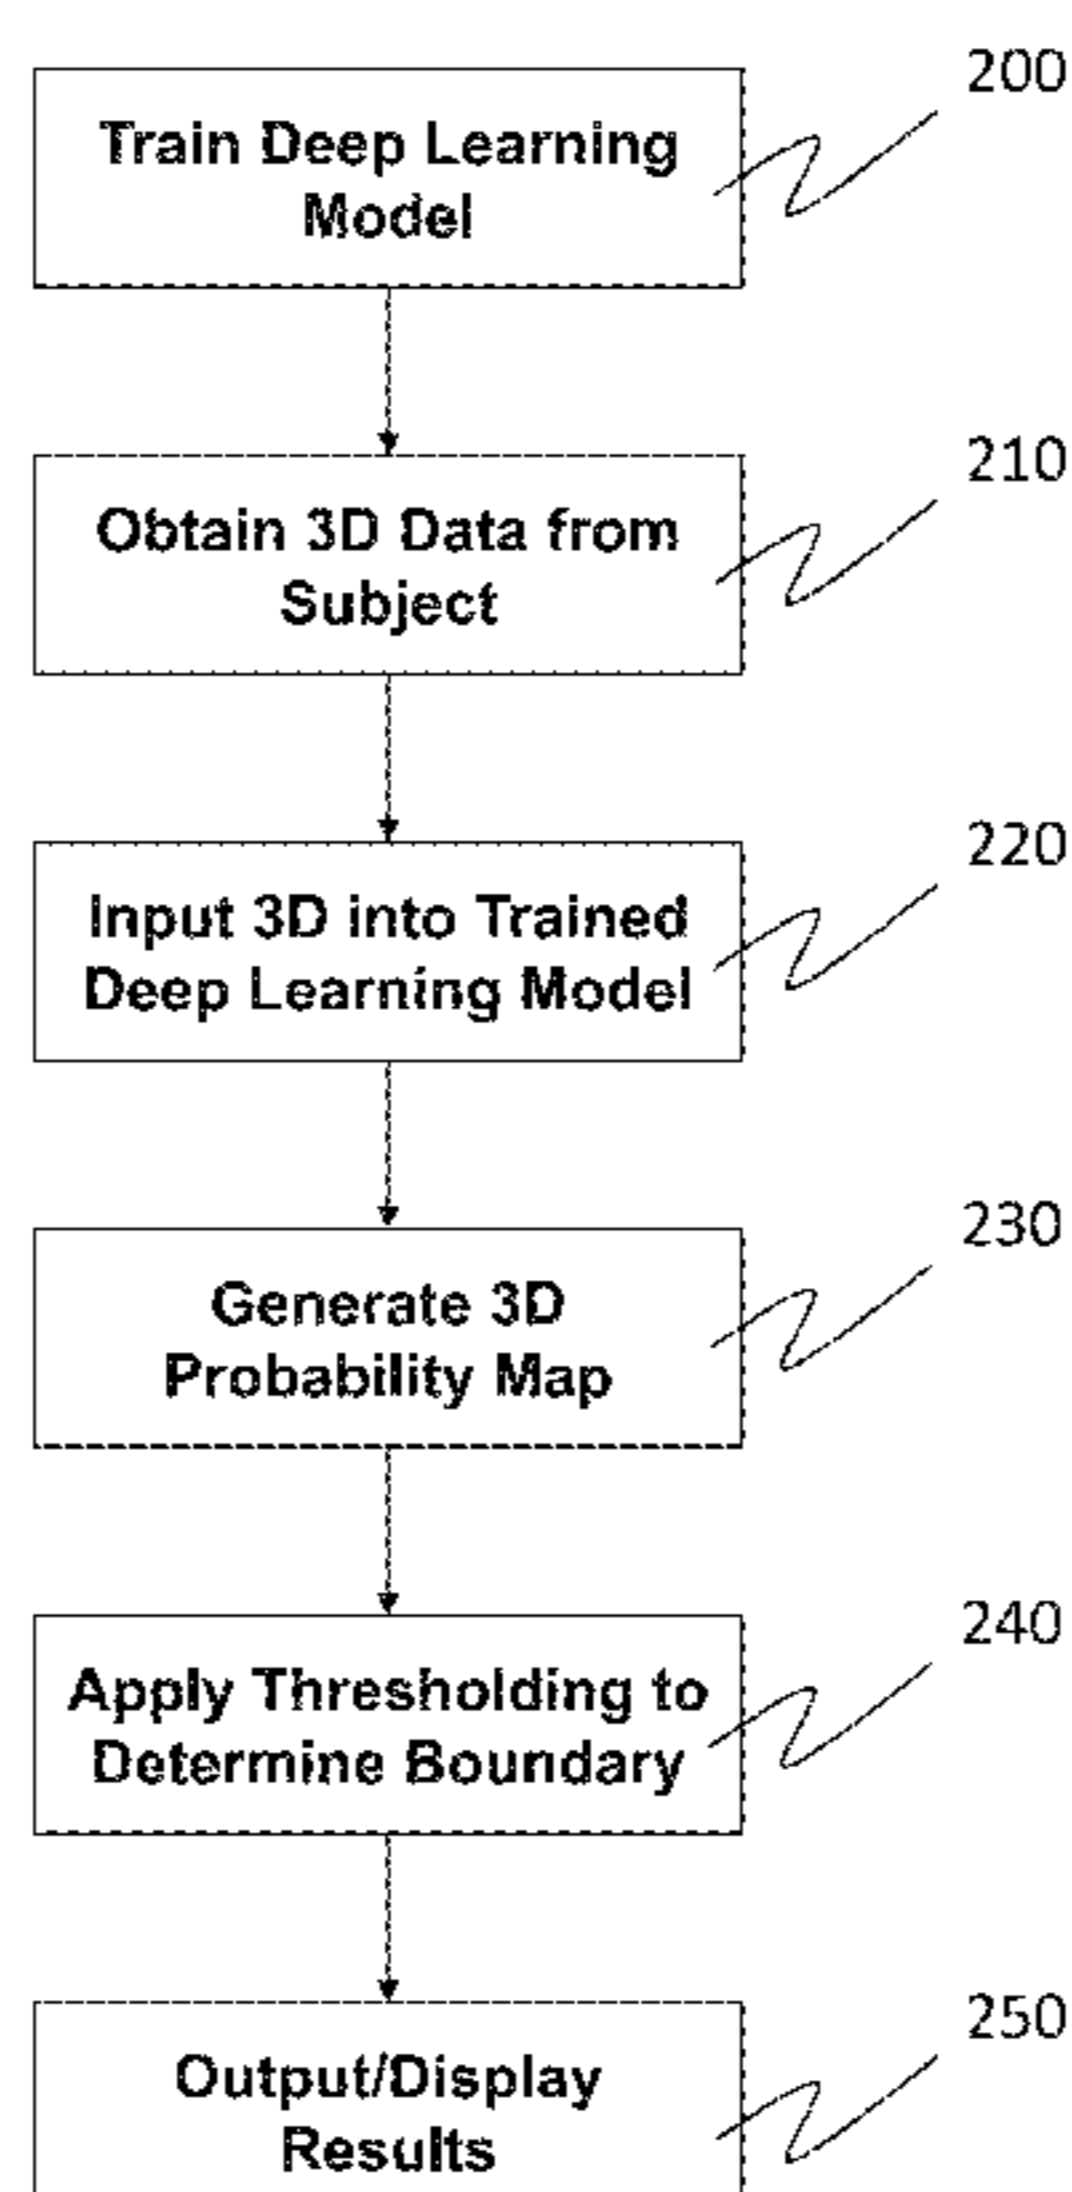 200
Train Deep Learning
Model
210
Obtain 3D Data from
Subject
220
Input 3D into Trained
Deep Learning Model
230
Generate 3D
Probability Map
240
Apply Thresholding to
Determine Boundary
250
Output/Display
Results